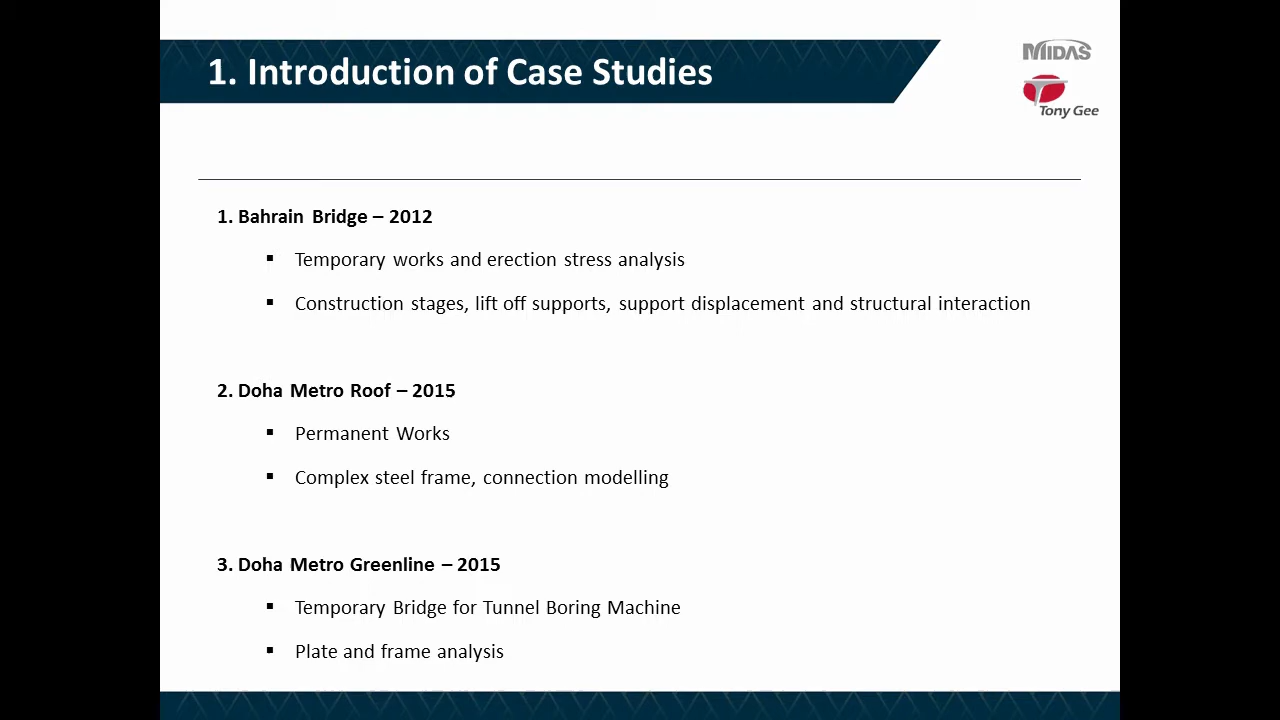 1. Introduction of Case Studies
MIDAS
Tony Gee
1. Bahrain Bridge – 2012
▪ Temporary works and erection stress analysis
▪ Construction stages, lift off supports, support displacement and structural interaction
2. Doha Metro Roof – 2015
▪ Permanent Works
▪ Complex steel frame, connection modelling
3. Doha Metro Greenline – 2015
▪ Temporary Bridge for Tunnel Boring Machine
▪ Plate and frame analysis